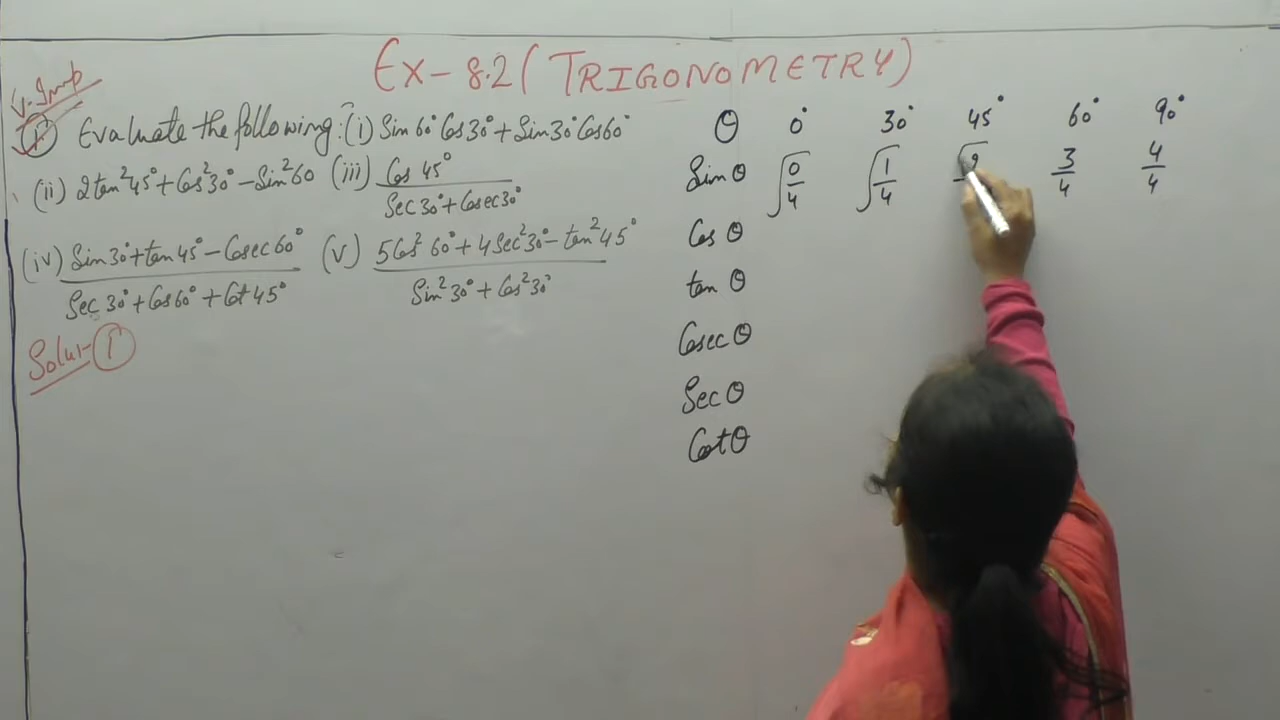 Ex-8.2 (TRIGONOMETRY)
V. Imp
① Evaluate the following: (i) Sin 60° Cos 30° + Sin 30° Cos 60°
(ii) 2tan²45° + Cos²30° - Sin²60 (iii) Cos 45° / Sec 30° + Cosec 30°
(iv) Sin 30° + tan 45° - Cosec 60° / Sec 30° + Cos 60° + Cot 45° (v) 5Cos²60° + 4Sec²30° - tan²45° / Sin²30° + Cos²30°
Solu:- ①
θ 0° 30° 45° 60° 90°
Sin θ √0/4 √1/4 √2 3/4 4/4
Cos θ
tan θ
Cosec θ
Sec θ
Cot θ